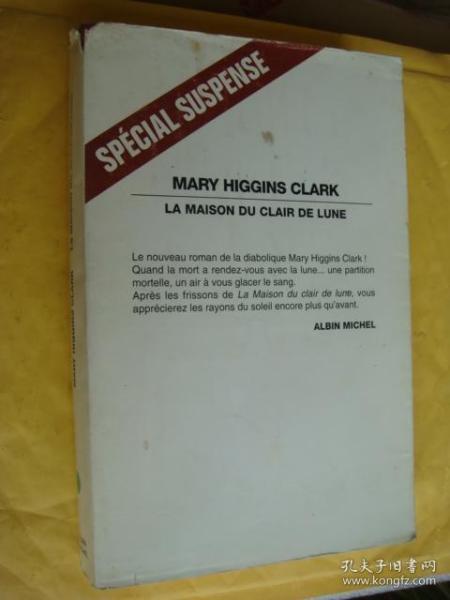 SPÉCIAL SUSPENSE
MARY HIGGINS CLARK
LA MAISON DU CLAIR DE LUNE
Le nouveau roman de la diabolique Mary Higgins Clark !
Quand la mort a rendez-vous avec la lune... une partition
mortelle, un air à vous glacer le sang.
Après les frissons de La Maison du clair de lune, vous
apprécierez les rayons du soleil encore plus qu'avant.
ALBIN MICHEL
MARY HIGGINS CLARK
孔夫子旧书网
www.kongfz.com